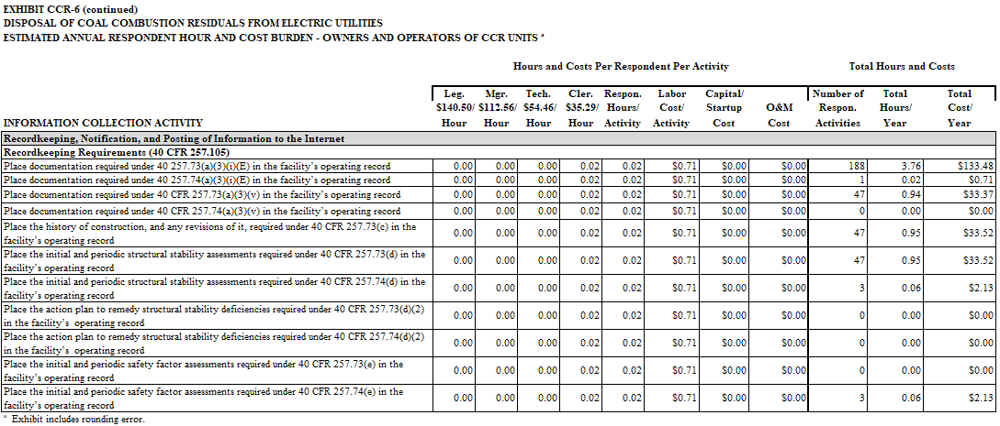 EXHIBIT CCR-6 (continued)
DISPOSAL OF COAL COMBUSTION RESIDUALS FROM ELECTRIC UTILITIES
ESTIMATED ANNUAL RESPONDENT HOUR AND COST BURDEN - OWNERS AND OPERATORS OF CCR UNITS ª
Hours and Costs Per Respondent Per Activity Total Hours and Costs
Leg. Mgr. Tech. Cler. Respon. Labor Capital/ Number of Total Total
$140.50/ $112.56/ $54.46/ $35.29/ Hours/ Cost/ Startup O&M Respon. Hours/ Cost/
INFORMATION COLLECTION ACTIVITY Hour Hour Hour Hour Activity Activity Cost Cost Activities Year Year
Recordkeeping, Notification, and Posting of Information to the Internet
Recordkeeping Requirements (40 CFR 257.105)
Place documentation required under 40 257.73(a)(3)(i)(E) in the facility's operating record 0.00 0.00 0.00 0.02 0.02 $0.71 $0.00 $0.00 188 3.76 $133.48
Place documentation required under 40 257.74(a)(3)(i)(E) in the facility's operating record 0.00 0.00 0.00 0.02 0.02 $0.71 $0.00 $0.00 1 0.02 $0.71
Place documentation required under 40 CFR 257.73(a)(3)(v) in the facility's operating record 0.00 0.00 0.00 0.02 0.02 $0.71 $0.00 $0.00 47 0.94 $33.37
Place documentation required under 40 CFR 257.74(a)(3)(v) in the facility's operating record 0.00 0.00 0.00 0.02 0.02 $0.71 $0.00 $0.00 0 0.00 $0.00
Place the history of construction, and any revisions of it, required under 40 CFR 257.73(c) in the
facility's operating record 0.00 0.00 0.00 0.02 0.02 $0.71 $0.00 $0.00 47 0.95 $33.52
Place the initial and periodic structural stability assessments required under 40 CFR 257.73(d) in the
facility's operating record 0.00 0.00 0.00 0.02 0.02 $0.71 $0.00 $0.00 47 0.95 $33.52
Place the initial and periodic structural stability assessments required under 40 CFR 257.74(d) in the
facility's operating record 0.00 0.00 0.00 0.02 0.02 $0.71 $0.00 $0.00 3 0.06 $2.13
Place the action plan to remedy structural stability deficiencies required under 40 CFR 257.73(d)(2)
in the facility's operating record 0.00 0.00 0.00 0.02 0.02 $0.71 $0.00 $0.00 0 0.00 $0.00
Place the action plan to remedy structural stability deficiencies required under 40 CFR 257.74(d)(2)
in the facility's operating record 0.00 0.00 0.00 0.02 0.02 $0.71 $0.00 $0.00 0 0.00 $0.00
Place the initial and periodic safety factor assessments required under 40 CFR 257.73(e) in the
facility's operating record 0.00 0.00 0.00 0.02 0.02 $0.71 $0.00 $0.00 0 0.00 $0.00
Place the initial and periodic safety factor assessments required under 40 CFR 257.74(e) in the
facility's operating record 0.00 0.00 0.00 0.02 0.02 $0.71 $0.00 $0.00 3 0.06 $2.13
ª Exhibit includes rounding error.